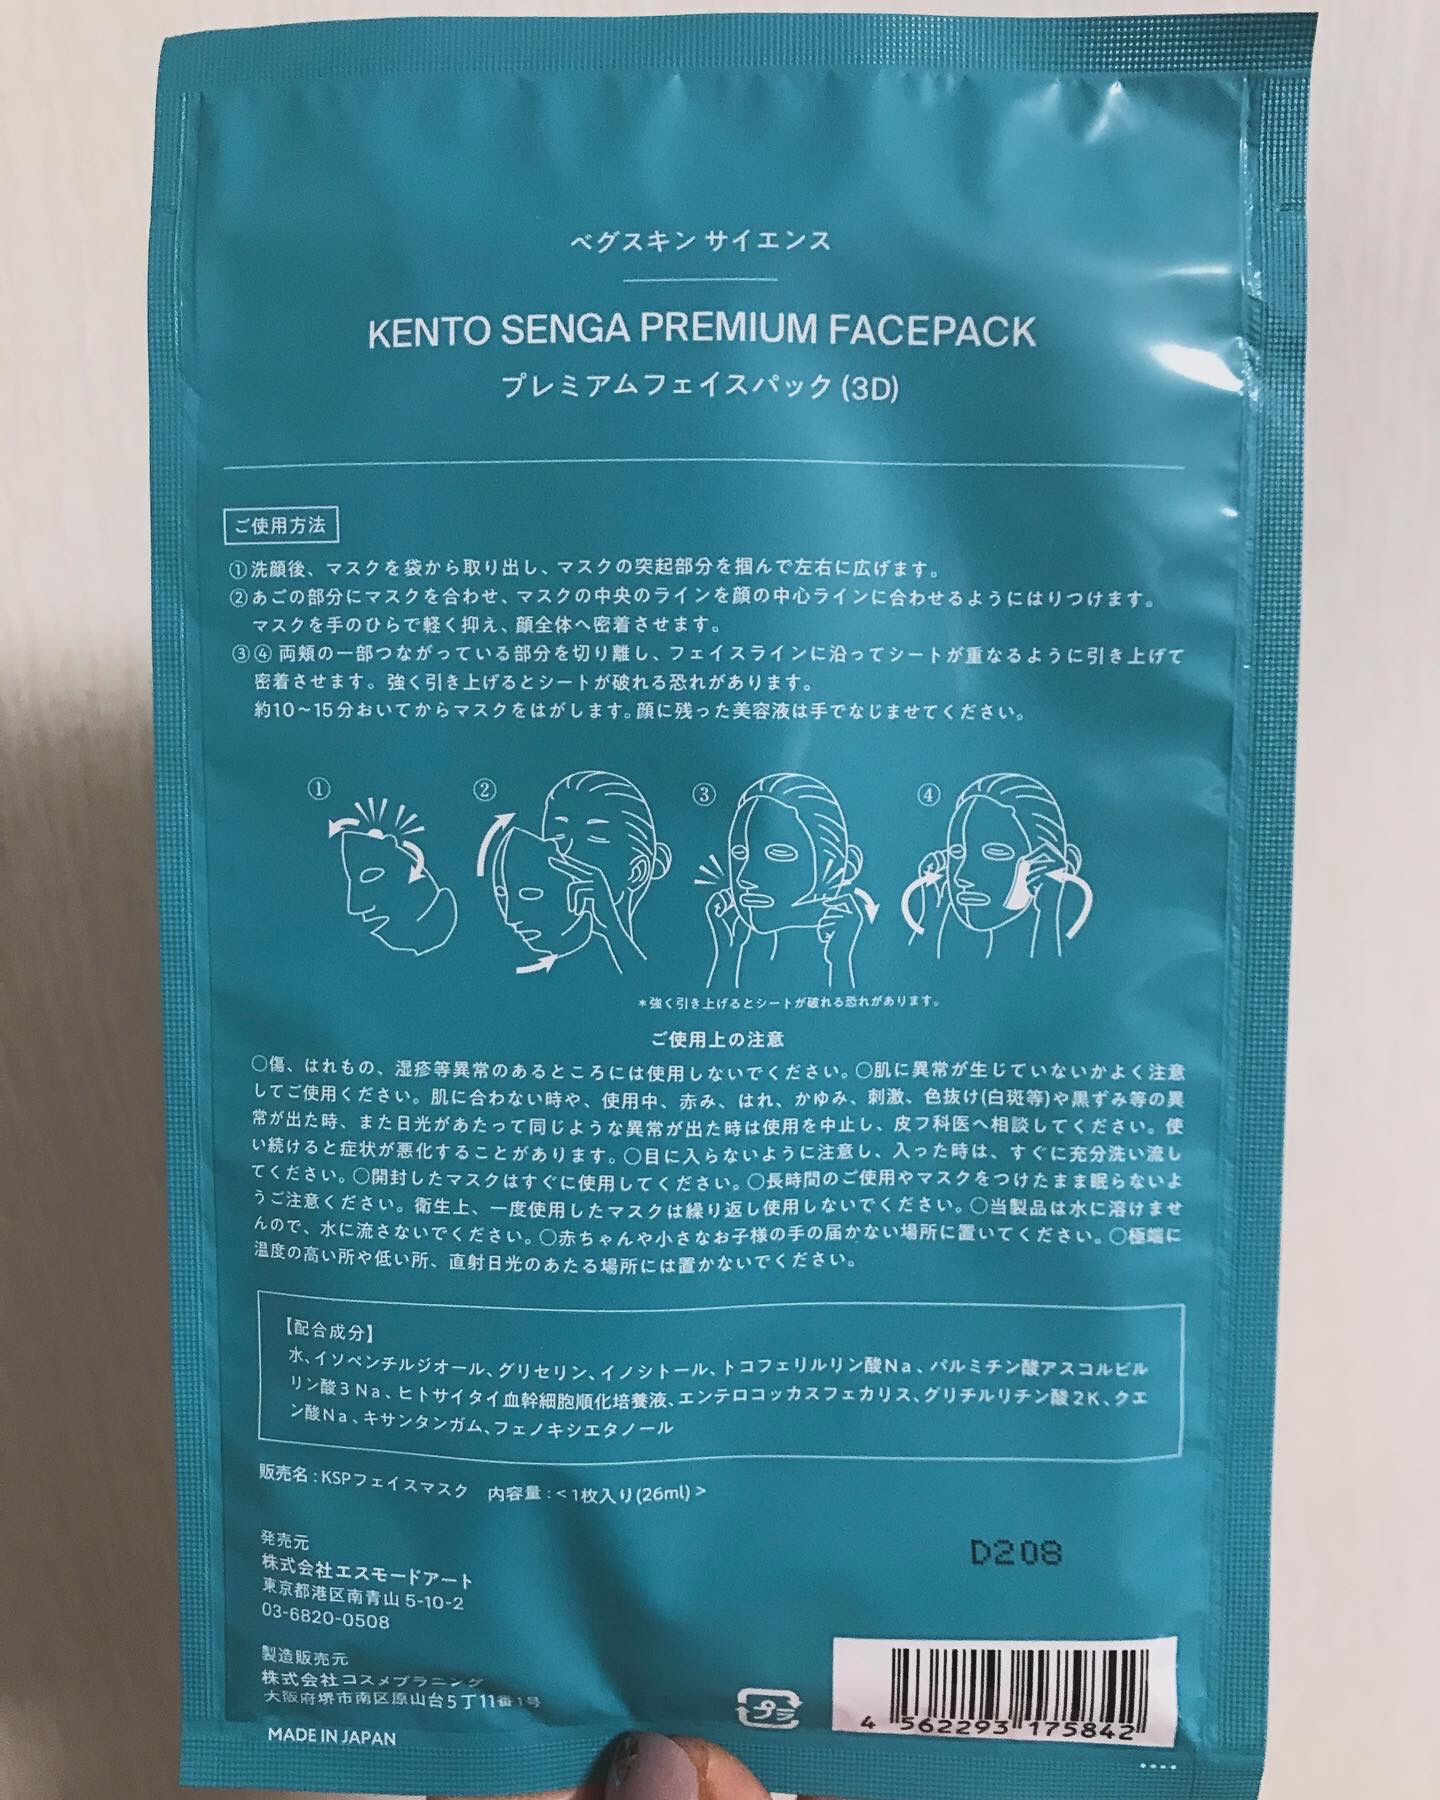 ベグスキン サイエンス
KENTO SENGA PREMIUM FACEPACK
プレミアムフェイスパック (3D)
ご使用方法
①洗顔後、マスクを袋から取り出し、マスクの突起部分を掴んで左右に広げます。
②あごの部分にマスクを合わせ、マスクの中央のラインを顔の中心ラインに合わせるようにはりつけます。
マスクを手のひらで軽く抑え、顔全体へ密着させます。
③④ 両頬の一部つながっている部分を切り離し、フェイスラインに沿ってシートが重なるように引き上げて
密着させます。強く引き上げるとシートが破れる恐れがあります。
約10~15分おいてからマスクをはがします。顔に残った美容液は手でなじませてください。
① ② ③ ④
*強く引き上げるとシートが破れる恐れがあります。
ご使用上の注意
○傷、はれもの、湿疹等異常のあるところには使用しないでください。○肌に異常が生じていないかよく注意
してご使用ください。肌に合わない時や、使用中、赤み、はれ、かゆみ、刺激、色抜け(白斑等)や黒ずみ等の異
常が出た時、また日光があたって同じような異常が出た時は使用を中止し、皮フ科医へ相談してください。使
い続けると症状が悪化することがあります。○目に入らないように注意し、入った時は、すぐに充分洗い流し
てください。○開封したマスクはすぐに使用してください。○長時間のご使用やマスクをつけたまま眠らないよ
うご注意ください。衛生上、一度使用したマスクは繰り返し使用しないでください。○当製品は水に溶けませ
んので、水に流さないでください。○赤ちゃんや小さなお子様の手の届かない場所に置いてください。○極端に
温度の高い所や低い所、直射日光のあたる場所には置かないでください。
【配合成分】
水、イソペンチルジオール、グリセリン、イノシトール、トコフェリルリン酸Na、パルミチン酸アスコルビル
リン酸3Na、ヒトサイタイ血幹細胞順化培養液、エンテロコッカスフェカリス、グリチルリチン酸2K、クエ
ン酸Na、キサンタンガム、フェノキシエタノール
販売名:KSPフェイスマスク 内容量:<1枚入り(26ml)>
発売元
株式会社エスモードアート
東京都港区南青山 5-10-2
03-6820-0508
D208
製造販売元
株式会社コスメプラニング
大阪府堺市南区原山台5丁11番1号
プラ
4 562293 175842
MADE IN JAPAN